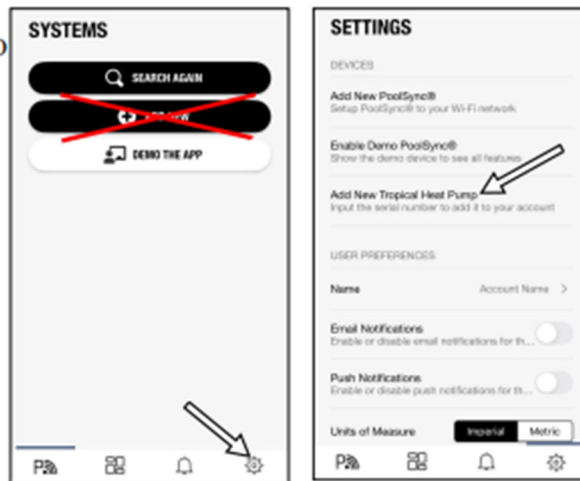 SYSTEMS
SEARCH AGAIN
DEMO THE APP
SETTINGS
DEVICES
Add New PoolSync®
Setup PoolSync® to your Wi-Fi network
Enable Demo PoolSync®
Show the demo device to see all features
Add New Tropical Heat Pump
Input the serial number to add it to your account
USER PREFERENCES
Name
Account Name >
Email Notifications
Enable or disable email notifications for th...
Push Notifications
Enable or disable push notifications for th...
Units of Measure
Imperial
Metric